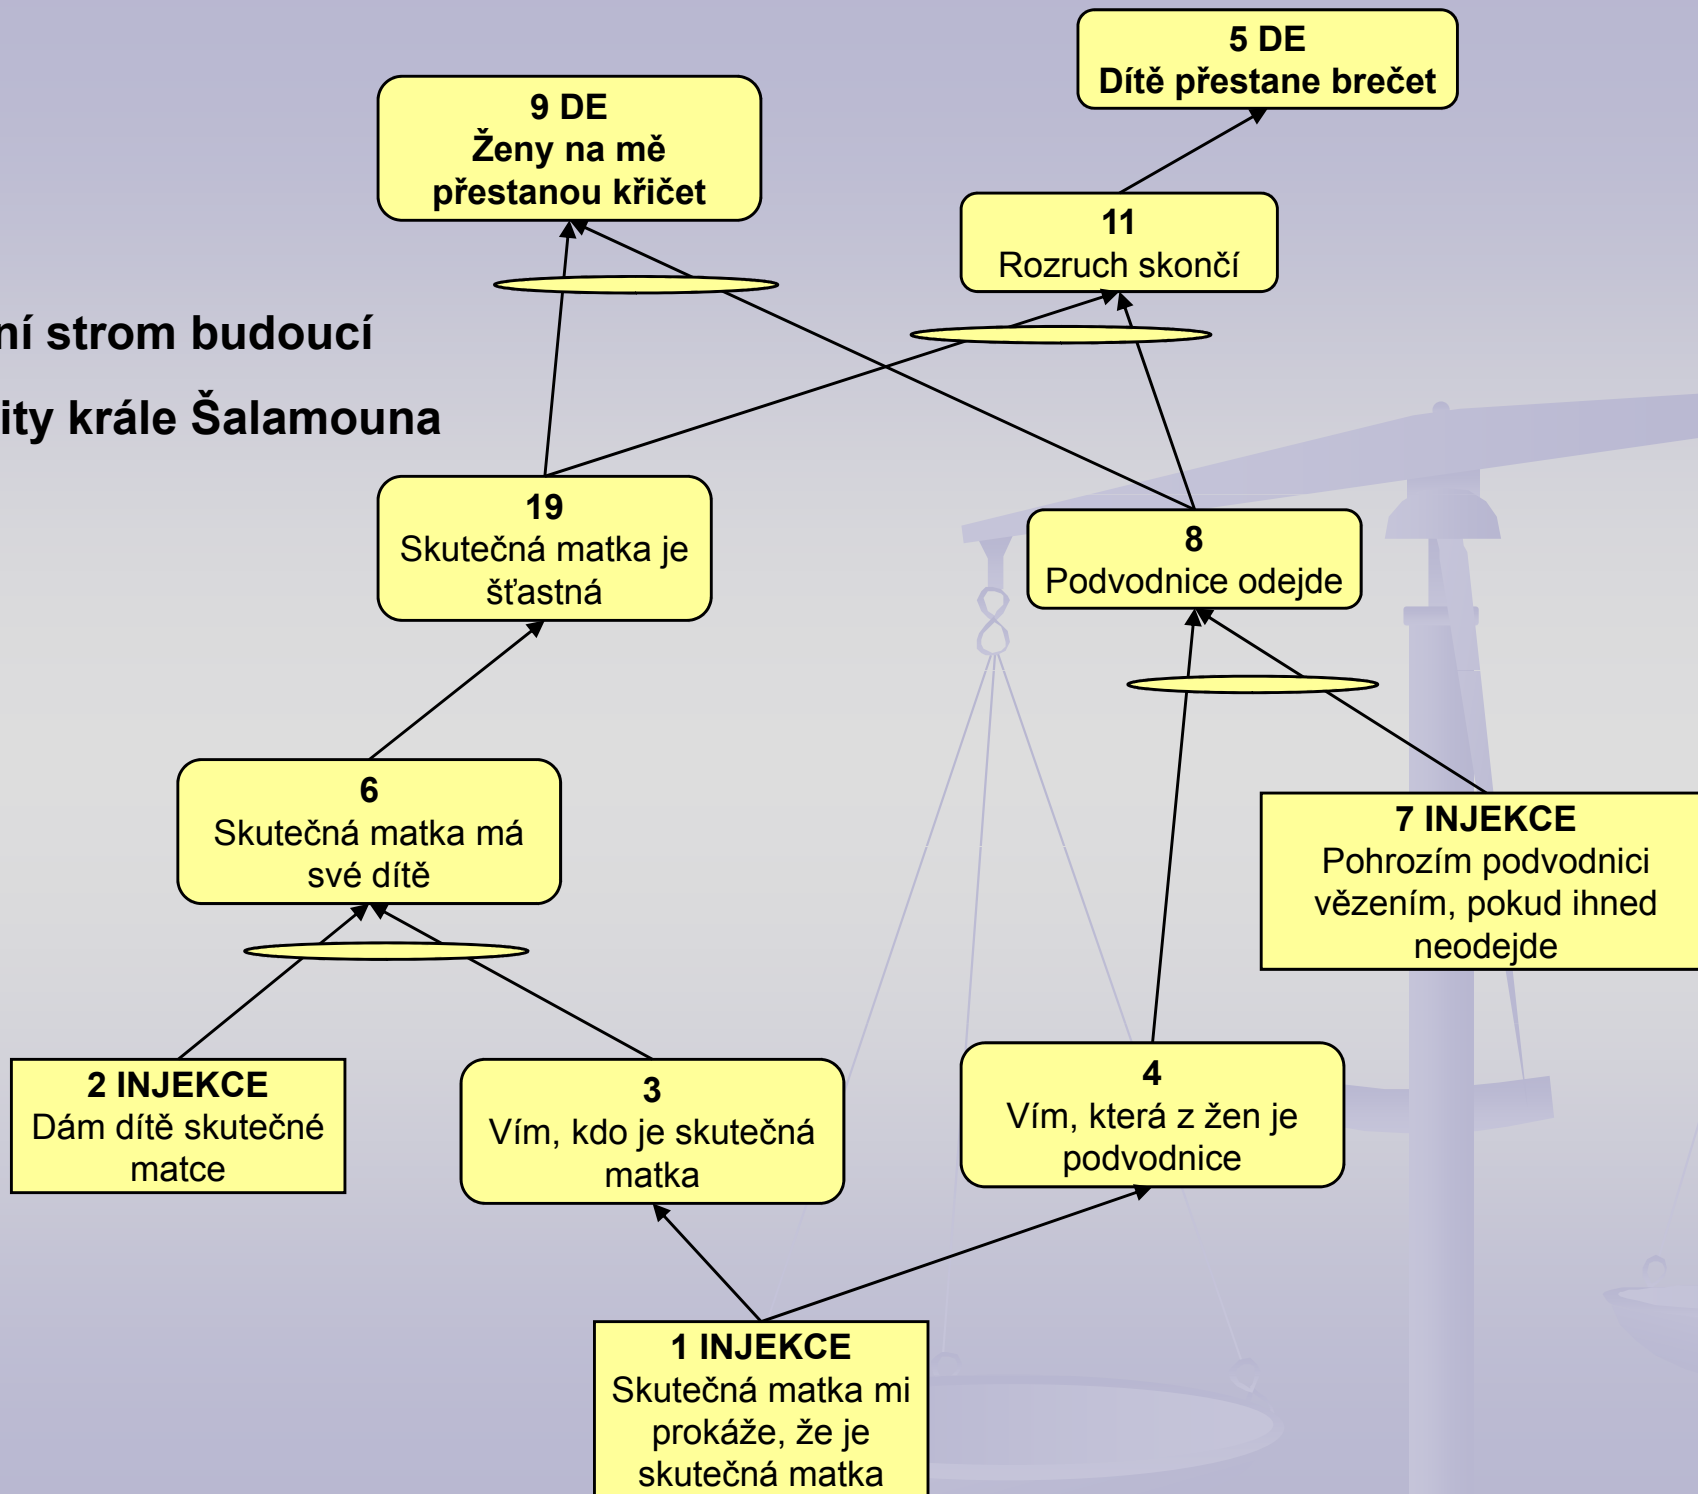 5 DE
Dítě přestane brečet
9 DE
Ženy na mě
přestanou křičet
11
Rozruch skončí
ní strom budoucí
ity krále Šalamouna
19
Skutečná matka je
šťastná
8
Podvodnice odejde
6
Skutečná matka má
své dítě
7 INJEKCE
Pohrozím podvodnici
vězením, pokud ihned
neodejde
2 INJEKCE
Dám dítě skutečné
matce
3
Vím, kdo je skutečná
matka
4
Vím, která z žen je
podvodnice
1 INJEKCE
Skutečná matka mi
prokáže, že je
skutečná matka